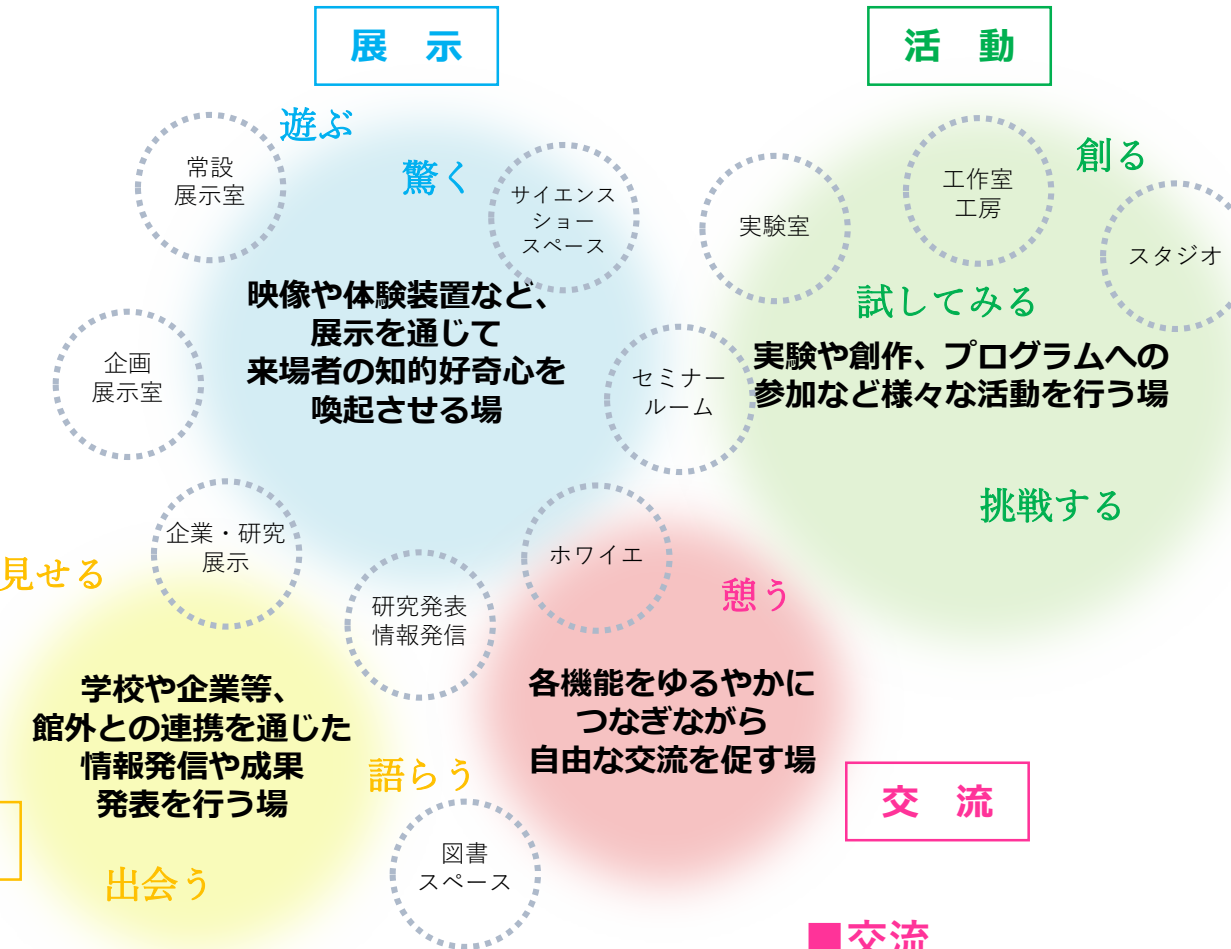 展 示
活 動
遊ぶ
驚く
創る
常設
展示室
サイエンス
ショー
スペース
実験室
工作室
工房
スタジオ
試してみる
映像や体験装置など、
展示を通じて
来場者の知的好奇心を
喚起させる場
企画
展示室
セミナー
ルーム
実験や創作、プログラムへの
参加など様々な活動を行う場
挑戦する
企業・研究
展示
ホワイエ
見せる
憩う
研究発表
情報発信
学校や企業等、
館外との連携を通じた
情報発信や成果
発表を行う場
各機能をゆるやかに
つなぎながら
自由な交流を促す場
語らう
交 流
図書
スペース
出会う
■交流